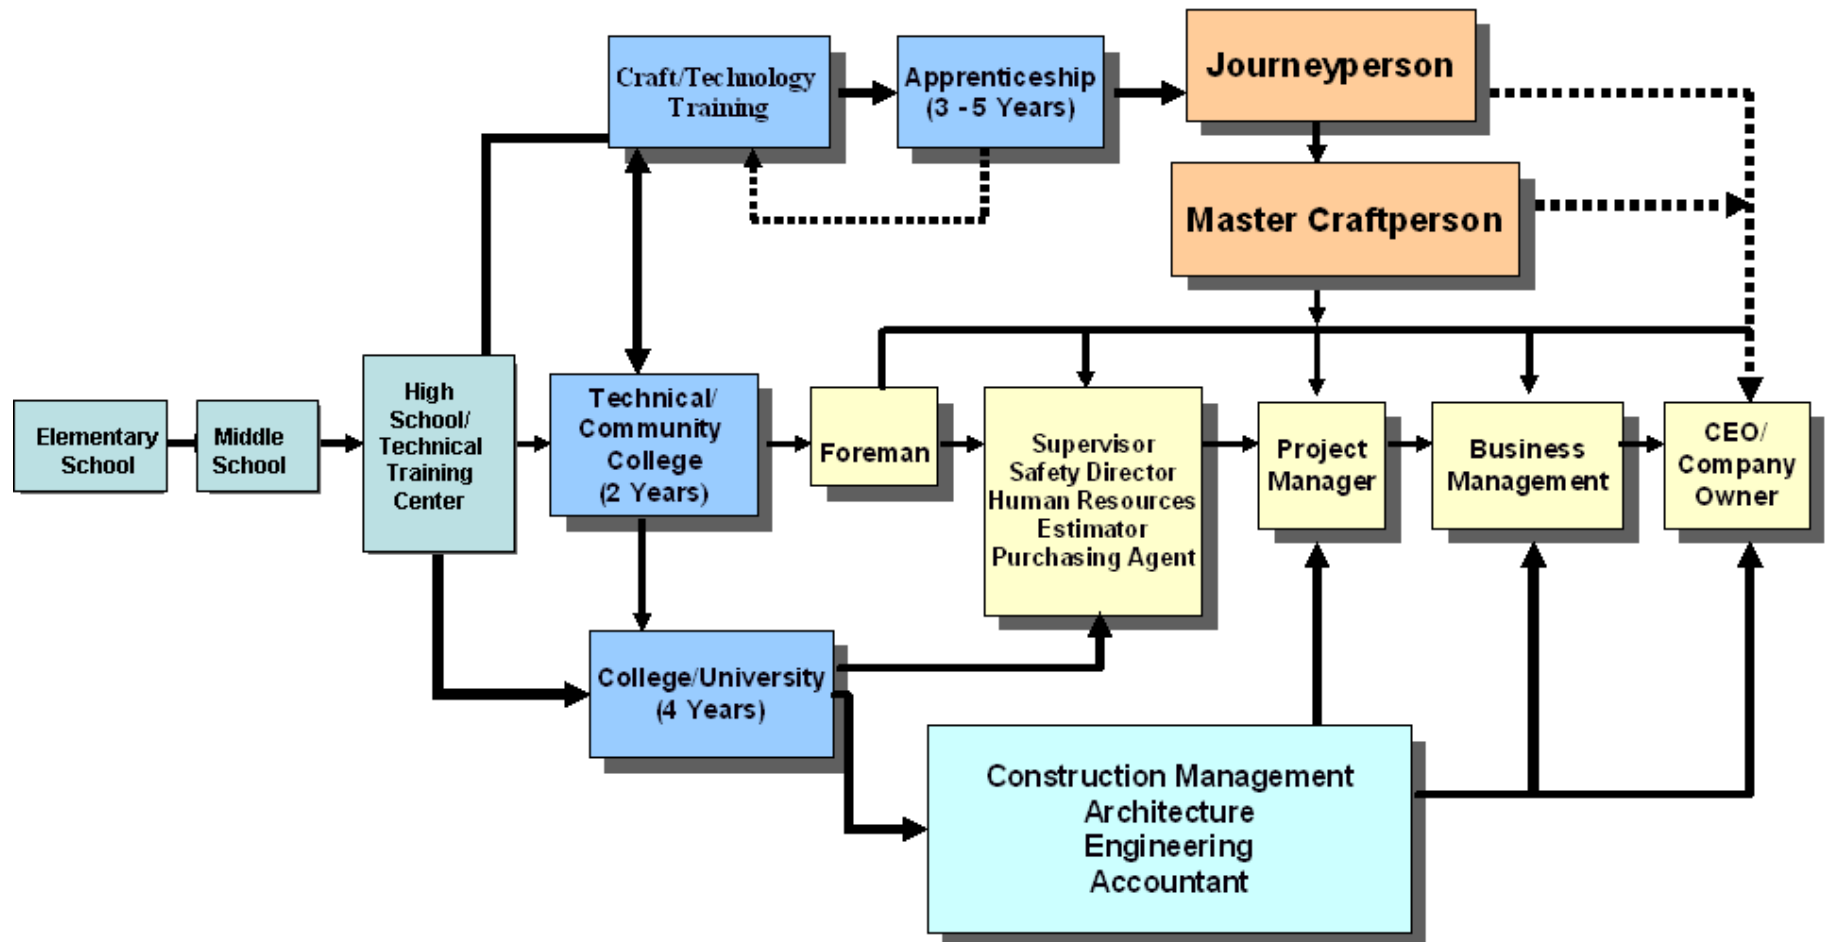 Craft/Technology
Training
Apprenticeship
(3 - 5 Years)
Journeyperson
Master Craftperson
Elementary
School
Middle
School
High
School/
Technical
Training
Center
Technical/
Community
College
(2 Years)
Foreman
Supervisor
Safety Director
Human Resources
Estimator
Purchasing Agent
Project
Manager
Business
Management
CEO/
Company
Owner
College/University
(4 Years)
Construction Management
Architecture
Engineering
Accountant